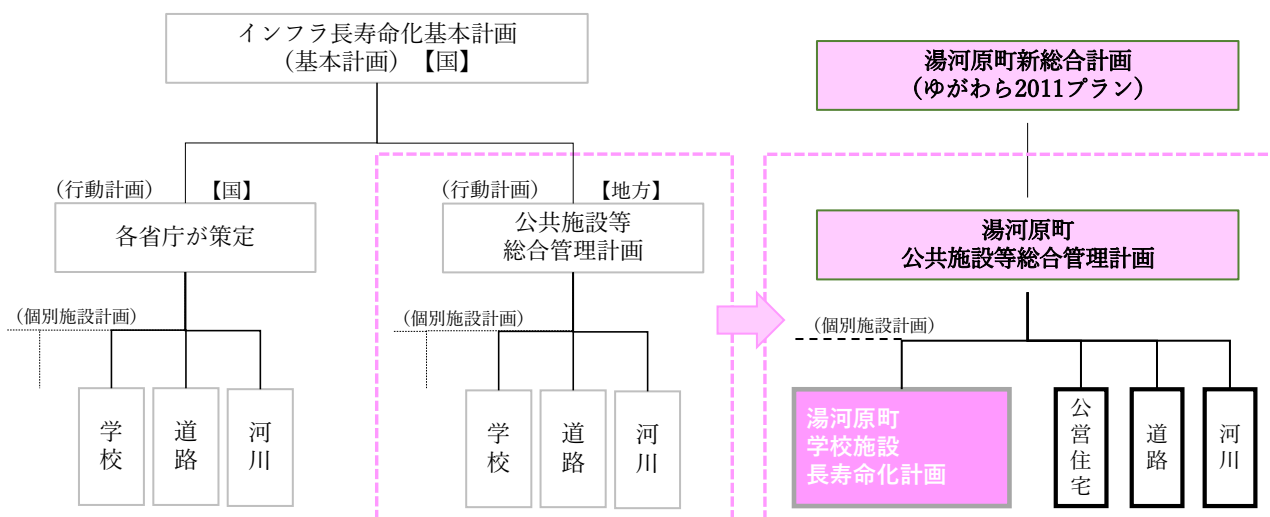 インフラ長寿命化基本計画
(基本計画)【国】
湯河原町新総合計画
(ゆがわら2011プラン)
(行動計画)
【国】
各省庁が策定
(行動計画)
【地方】
公共施設等
総合管理計画
湯河原町
公共施設等総合管理計画
(個別施設計画)
学校
道路
河川
(個別施設計画)
学校
道路
河川
(個別施設計画)
湯河原町
学校施設
長寿命化計画
公営住宅
道路
河川